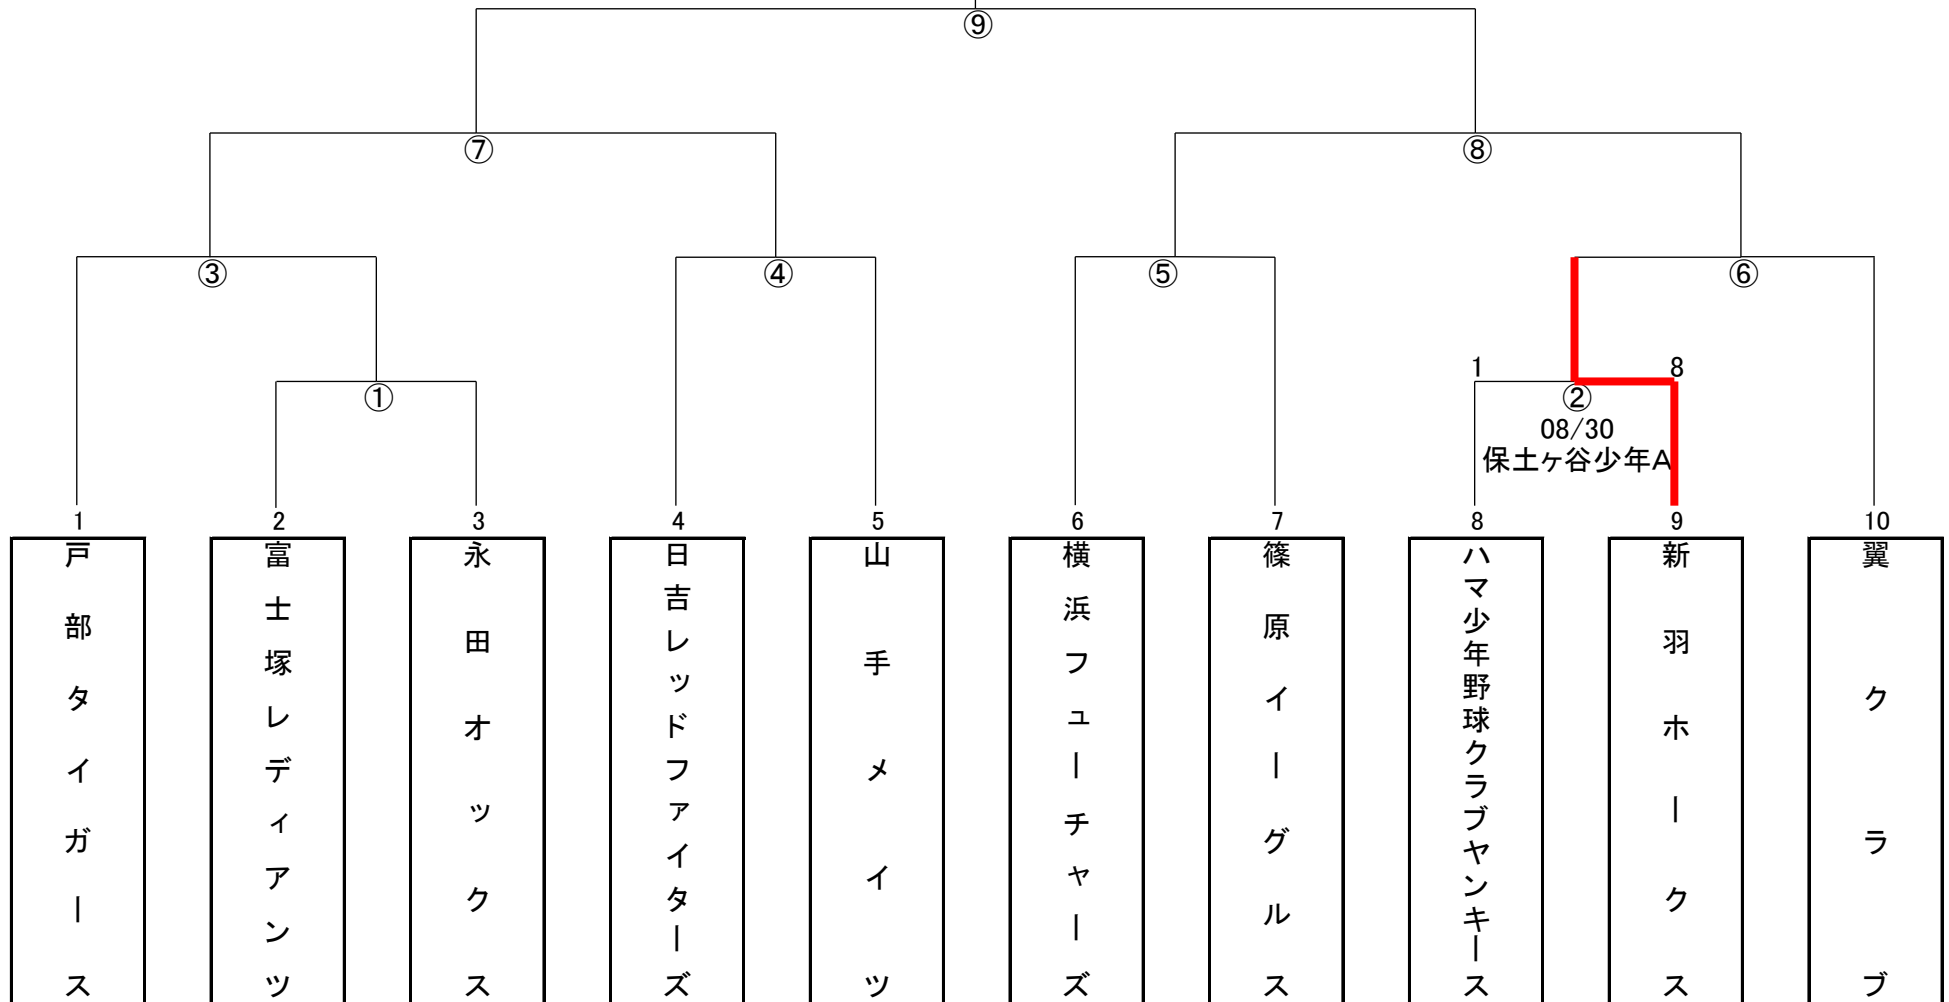 ⑨
⑦
⑧
③
④
⑤
⑥
1
8
①
②
08/30
保土ヶ谷少年A
1
2
3
4
5
6
7
8
9
10
戸部タイガース
富士塚レディアンツ
永田オックス
日吉レッドファイターズ
山手メイツ
横浜フューチャーズ
篠原イーグルス
ハマ少年野球クラブヤンキース
新羽ホークス
翼クラブ